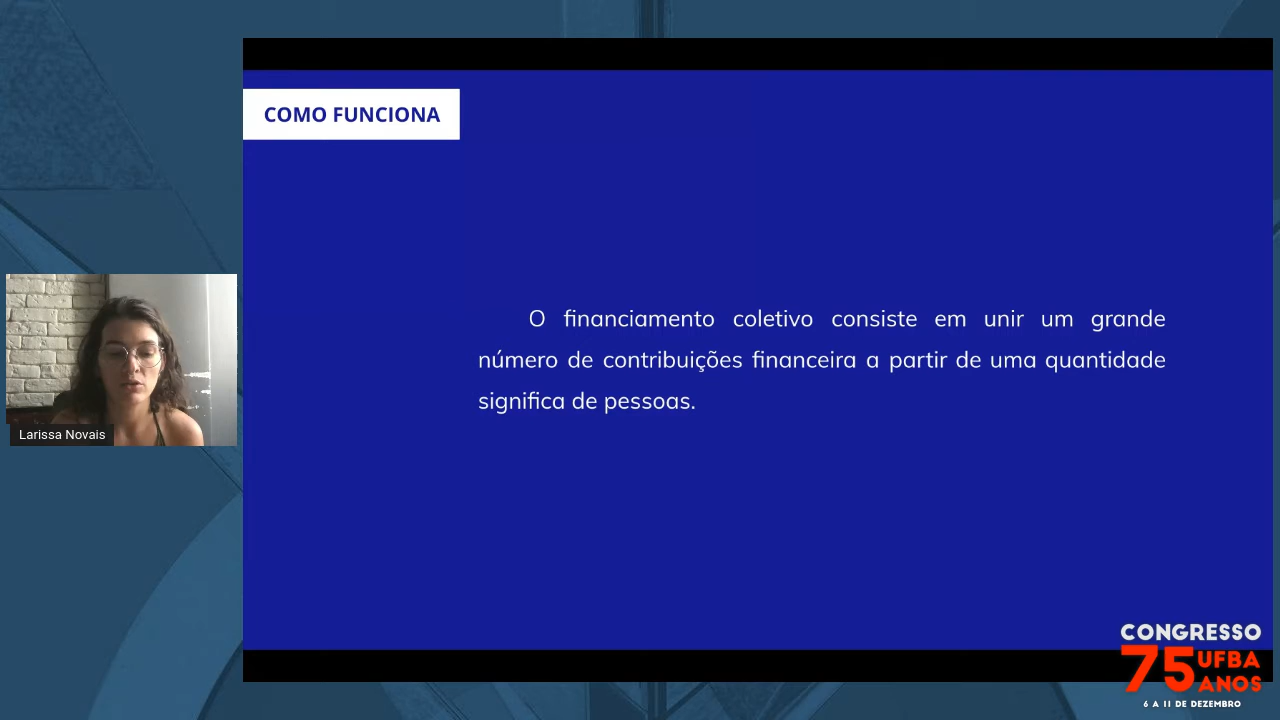 COMO FUNCIONA
O financiamento coletivo consiste em unir um grande
número de contribuições financeira a partir de uma quantidade
significa de pessoas.
Larissa Novais
CONGRESSO
75 UFBA
ANOS
6 A 11 DE DEZEMBRO